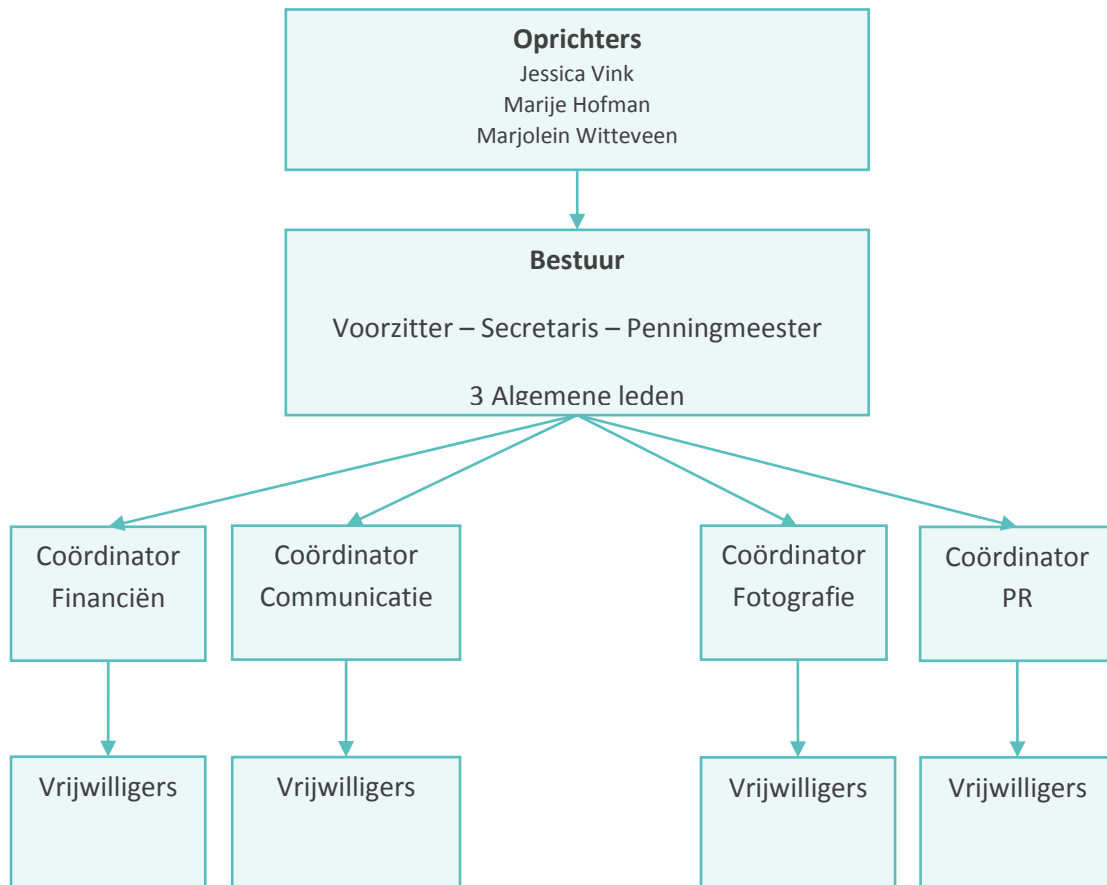 Oprichters
Jessica Vink
Marije Hofman
Marjolein Witteveen
Bestuur
Voorzitter – Secretaris – Penningmeester
3 Algemene leden
Coördinator
Financiën
Coördinator
Communicatie
Coördinator
Fotografie
Coördinator
PR
Vrijwilligers
Vrijwilligers
Vrijwilligers
Vrijwilligers